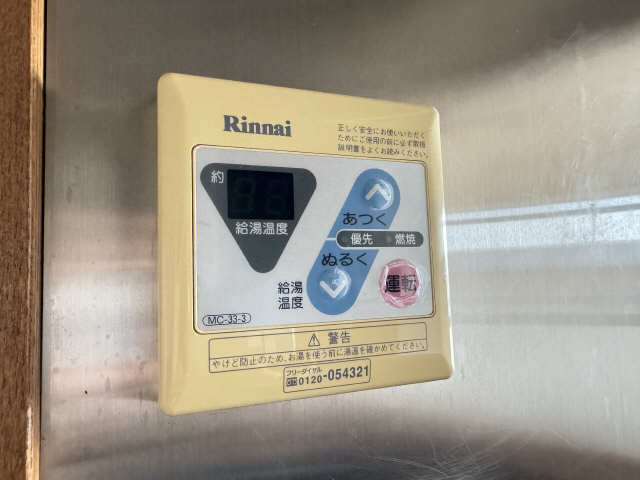 Rinnai
正しく安全にお使いいただく
ためにご使用の前に必ず取扱
説明書をよくお読みください。
約
給湯温度
あつく
優先 燃焼
ぬるく
給湯
温度
運転
MC-33-3
警告
やけど防止のため、お湯を使う前に湯温を確かめてください。
フリーダイヤル
0120-054321